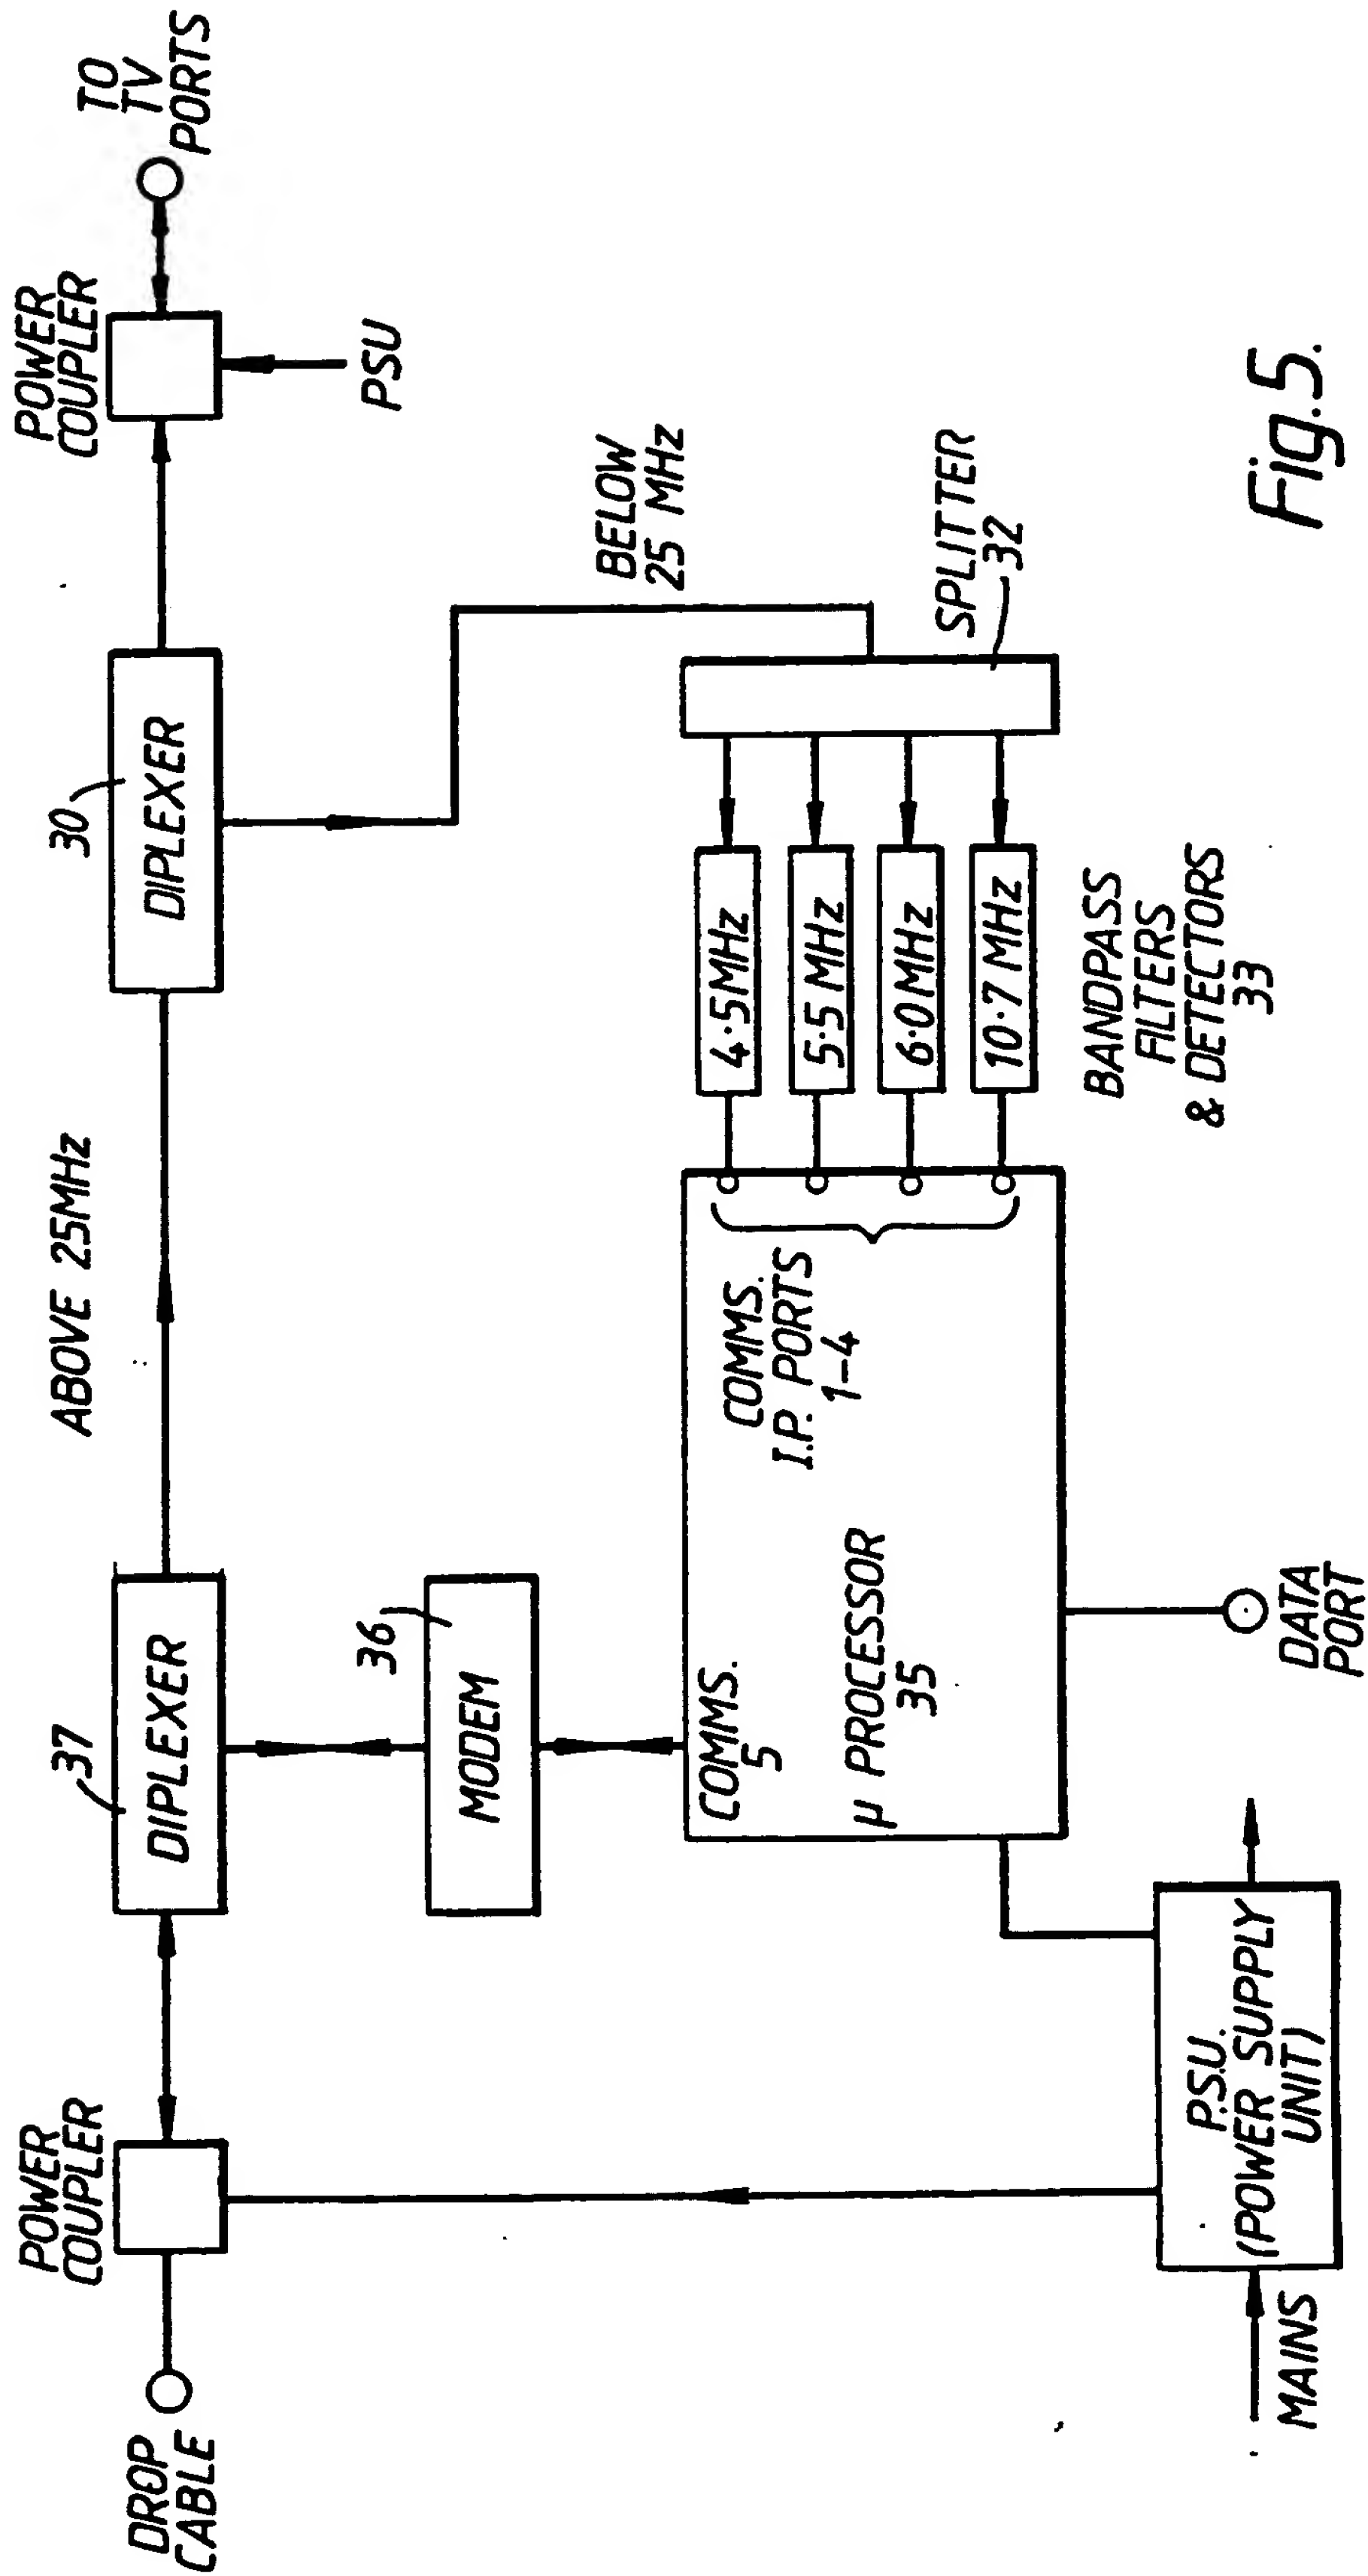 DROP
CABLE
POWER
COUPLER
37
DIPLEXER
ABOVE 25MHz
30
DIPLEXER
POWER
COUPLER
TO
TV
PORTS
PSU
36
MODEM
BELOW
25 MHz
COMMS.
5
μ PROCESSOR
35
COMMS.
I.P. PORTS
1-4
4·5MHz
5·5 MHz
6·0MHz
10·7 MHz
SPLITTER
32
BANDPASS
FILTERS
& DETECTORS
33
MAINS
P.S.U.
(POWER SUPPLY
UNIT)
DATA
PORT
Fig.5.